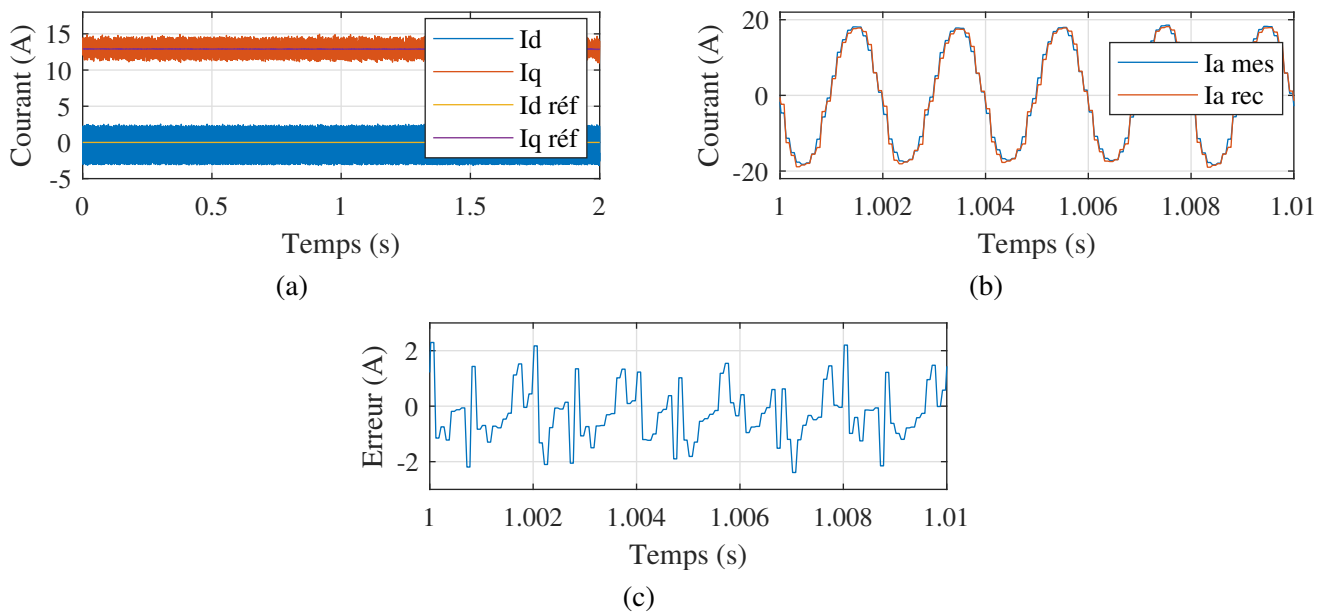 Courant (A)
15
10
5
0
-5
0
0.5
1
1.5
2
Id
Iq
Id réf
Iq réf
Temps (s)
(a)
Courant (A)
20
0
-20
1
1.002
1.004
1.006
1.008
1.01
Ia mes
Ia rec
Temps (s)
(b)
Erreur (A)
2
0
-2
1
1.002
1.004
1.006
1.008
1.01
Temps (s)
(c)